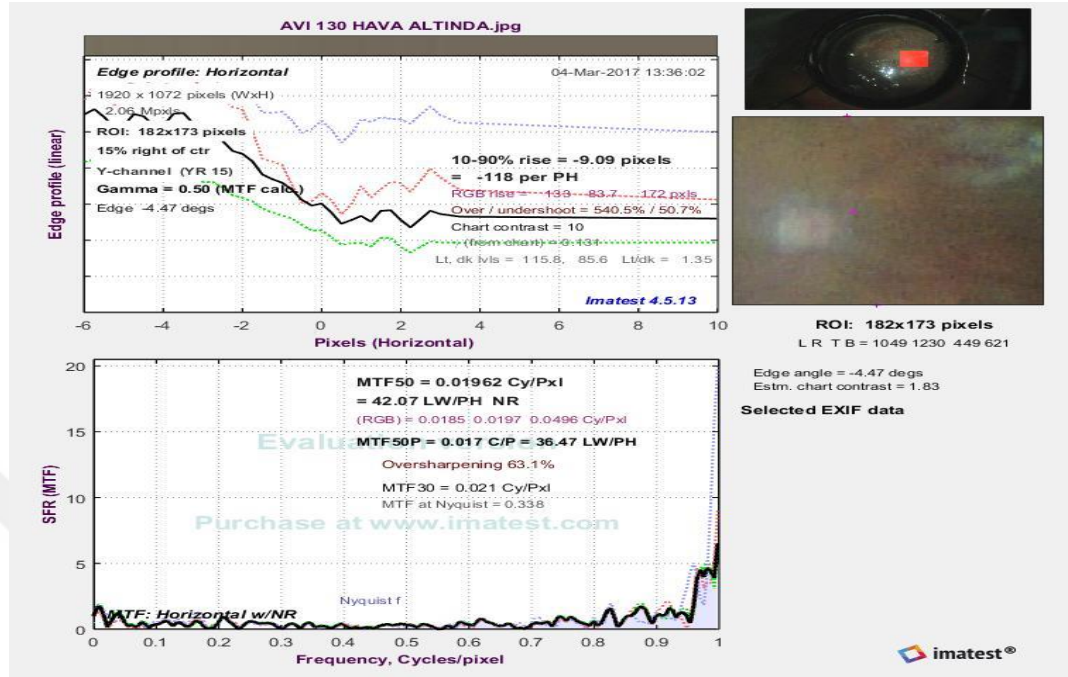 AVI 130 HAVA ALTINDA.jpg
Edge profile: Horizontal
04-Mar-2017 13:36:02
1920 x 1072 pixels (WxH)
2.06 Mpxls
ROI: 182x173 pixels
15% right of ctr
Y-channel (YR 15)
Gamma = 0.50 (MTF calc)
Edge -4.47 degs
10-90% rise = -9.09 pixels
= -118 per PH
RGB rise = 133 83.7 172 pxls
Over / undershoot = 540.5% / 50.7%
Chart contrast = 10
(from chart) = 0.131
Lt, dk lvls = 115.8, 85.6 Lt/dk = 1.35
Imatest 4.5.13
Edge profile (linear)
-6 -4 -2 0 2 4 6 8 10
Pixels (Horizontal)
ROI: 182x173 pixels
L R T B = 1049 1230 449 621
Edge angle = -4.47 degs
Estm. chart contrast = 1.83
Selected EXIF data
MTF50 = 0.01962 Cy/Pxl
= 42.07 LW/PH NR
(RGB) = 0.0185 0.0197 0.0496 Cy/Pxl
Evaluation version
MTF50P = 0.017 C/P = 36.47 LW/PH
Oversharpening 63.1%
MTF30 = 0.021 Cy/Pxl
MTF at Nyquist = 0.338
Purchase at www.imatest.com
Nyquist f
MTF: Horizontal w/NR
SFR (MTF)
20
15
10
5
0
0 0.1 0.2 0.3 0.4 0.5 0.6 0.7 0.8 0.9 1
Frequency, Cycles/pixel
imatest®